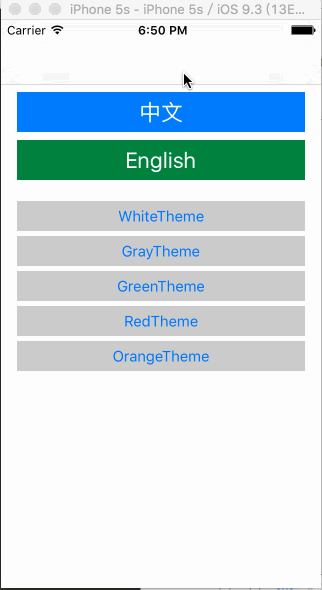 iPhone 5s - iPhone 5s / iOS 9.3 (13E...
Carrier 6:50 PM
中文
English
WhiteTheme
GrayTheme
GreenTheme
RedTheme
OrangeTheme